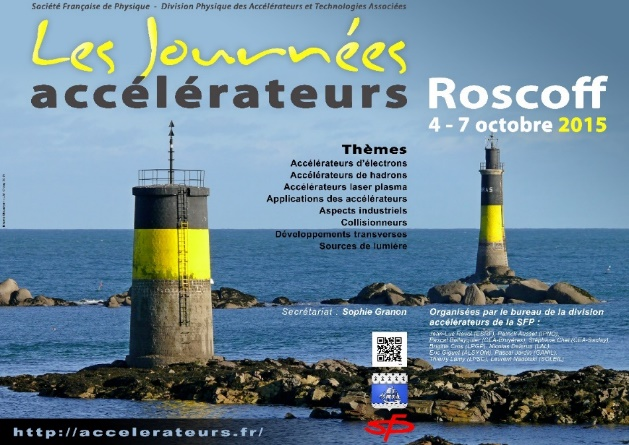 Société Française de Physique - Division Physique des Accélérateurs et Technologies Associées
Les Journées
accélérateurs
Roscoff
4 - 7 octobre 2015
Thèmes
Accélérateurs d'électrons
Accélérateurs de hadrons
Accélérateurs laser plasma
Applications des accélérateurs
Aspects industriels
Collisionneurs
Développements transverses
Sources de lumière
Secrétariat : Sophie Granon
Organisées par le bureau de la division
accélérateurs de la SFP :
sfp
http://accelerateurs.fr/